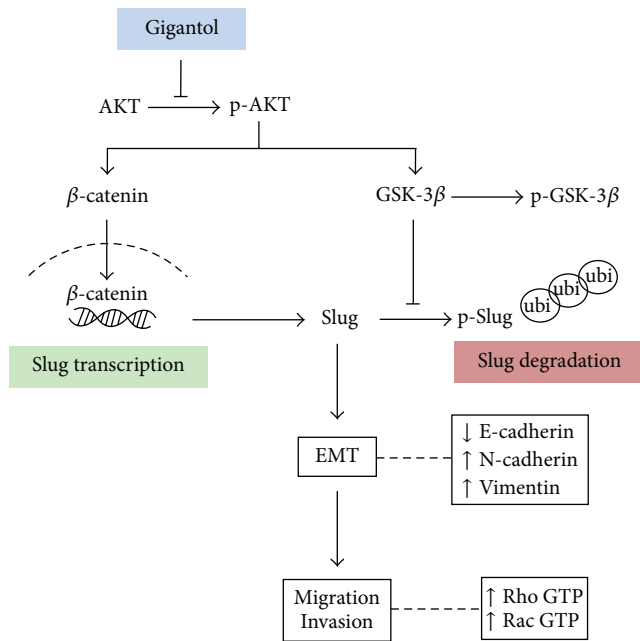 Gigantol
AKT
p-AKT
β-catenin
GSK-3β
p-GSK-3β
β-catenin
Slug
p-Slug
ubi
ubi
ubi
Slug transcription
Slug degradation
EMT
↓ E-cadherin
↑ N-cadherin
↑ Vimentin
Migration
Invasion
↑ Rho GTP
↑ Rac GTP